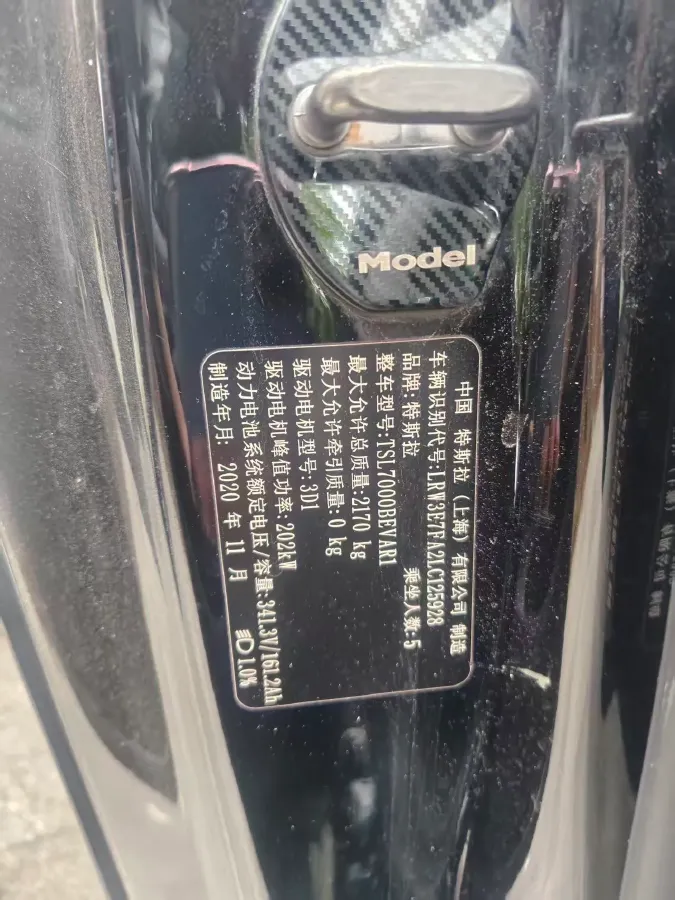 Model
中国 特斯拉（上海）有限公司 制造
车辆识别代号:LRW3E7FA2LC125928
品牌:特斯拉 乘坐人数:5
整车型号:TSL7000BEVAR1
最大允许总质量:2170 kg
最大允许牵引质量:0 kg
驱动电机型号:3D1
驱动电机峰值功率:202kW
动力电池系统额定电压/容量:341.3V/161.2Ah
制造年月: 2020 年 11 月 1.0%